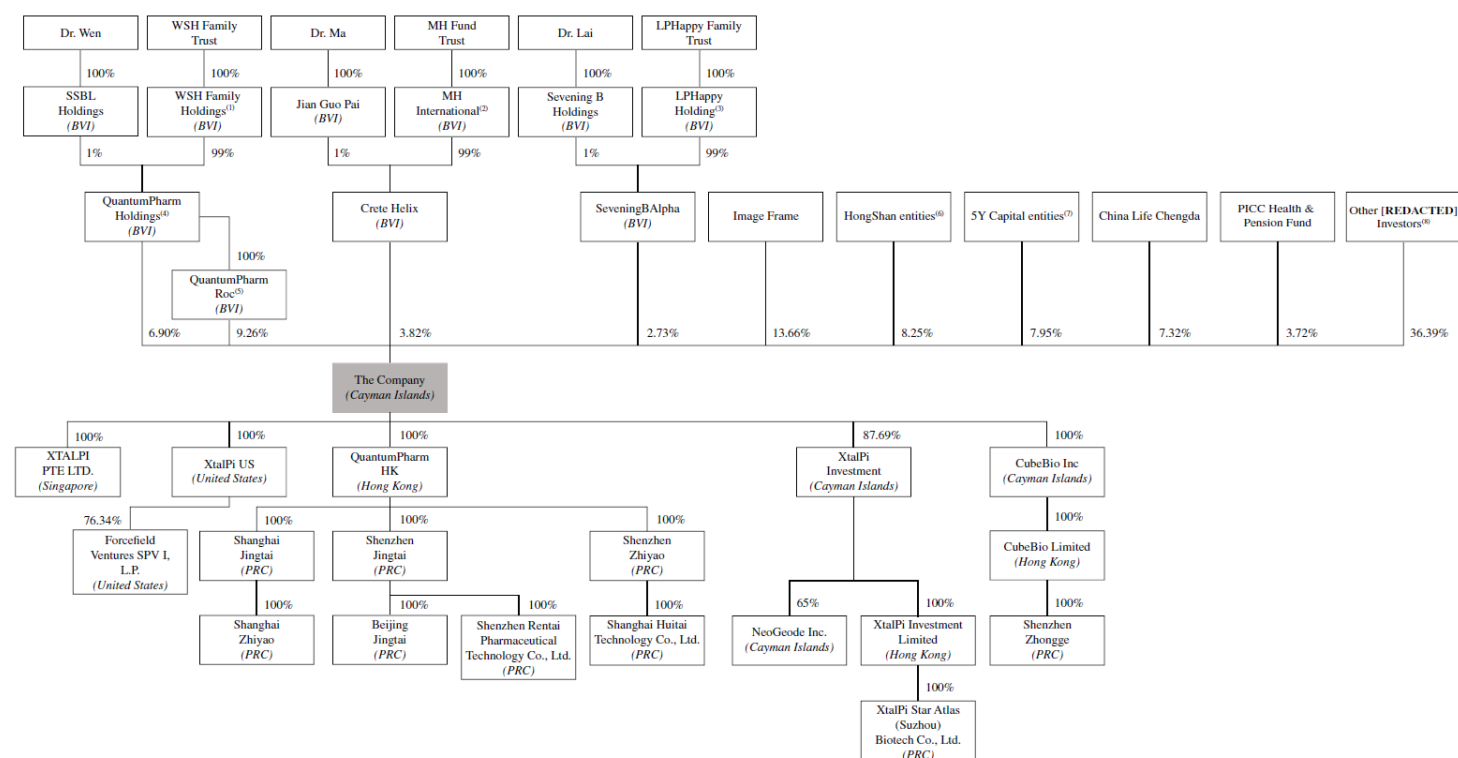 Dr. Wen
WSH Family
Trust
Dr. Ma
MH Fund
Trust
Dr. Lai
LPHappy Family
Trust
100%
100%
100%
100%
100%
100%
SSBL
Holdings
(BVI)
WSH Family
Holdings(1)
(BVI)
Jian Guo Pai
(BVI)
MH
International(2)
(BVI)
Sevening B
Holdings
(BVI)
LPHappy
Holding(3)
(BVI)
1%
99%
1%
99%
1%
99%
QuantumPharm
Holdings(4)
(BVI)
Crete Helix
(BVI)
SeveningBAlpha
(BVI)
Image Frame
HongShan entities(6)
5Y Capital entities(7)
China Life Chengda
PICC Health &
Pension Fund
Other [REDACTED]
Investors(8)
100%
QuantumPharm
Roc(5)
(BVI)
6.90%
9.26%
3.82%
2.73%
13.66%
8.25%
7.95%
7.32%
3.72%
36.39%
The Company
(Cayman Islands)
100%
100%
100%
87.69%
100%
XTALPI
PTE LTD.
(Singapore)
XtalPi US
(United States)
QuantumPharm
HK
(Hong Kong)
XtalPi
Investment
(Cayman Islands)
CubeBio Inc
(Cayman Islands)
76.34%
100%
100%
100%
100%
Forcefield
Ventures SPV I,
L.P.
(United States)
Shanghai
Jingtai
(PRC)
Shenzhen
Jingtai
(PRC)
Shenzhen
Zhiyao
(PRC)
CubeBio Limited
(Hong Kong)
100%
100%
100%
100%
65%
100%
100%
Shanghai
Zhiyao
(PRC)
Beijing
Jingtai
(PRC)
Shenzhen Rentai
Pharmaceutical
Technology Co., Ltd.
(PRC)
Shanghai Huitai
Technology Co., Ltd.
(PRC)
NeoGeode Inc.
(Cayman Islands)
XtalPi Investment
Limited
(Hong Kong)
Shenzhen
Zhongge
(PRC)
100%
XtalPi Star Atlas
(Suzhou)
Biotech Co., Ltd.
(PRC)